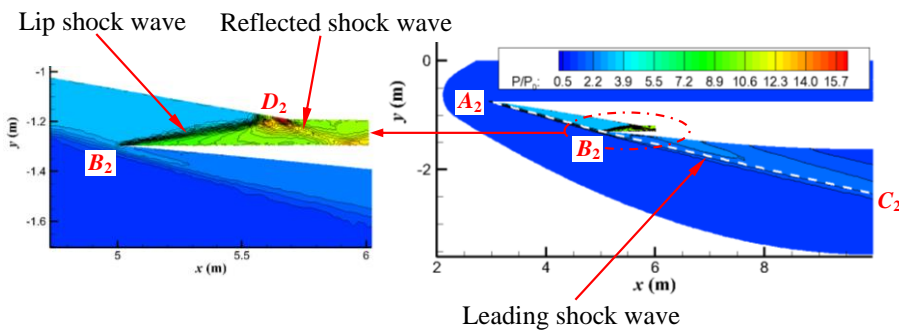 Lip shock wave
Reflected shock wave
-1
-1.2
-1.4
-1.6
y (m)
D2
B2
5
5.5
6
x (m)
P/P0: 0.5 2.2 3.9 5.5 7.2 8.9 10.6 12.3 14.0 15.7
0
-2
y (m)
A2
B2
C2
2
4
6
8
x (m)
Leading shock wave